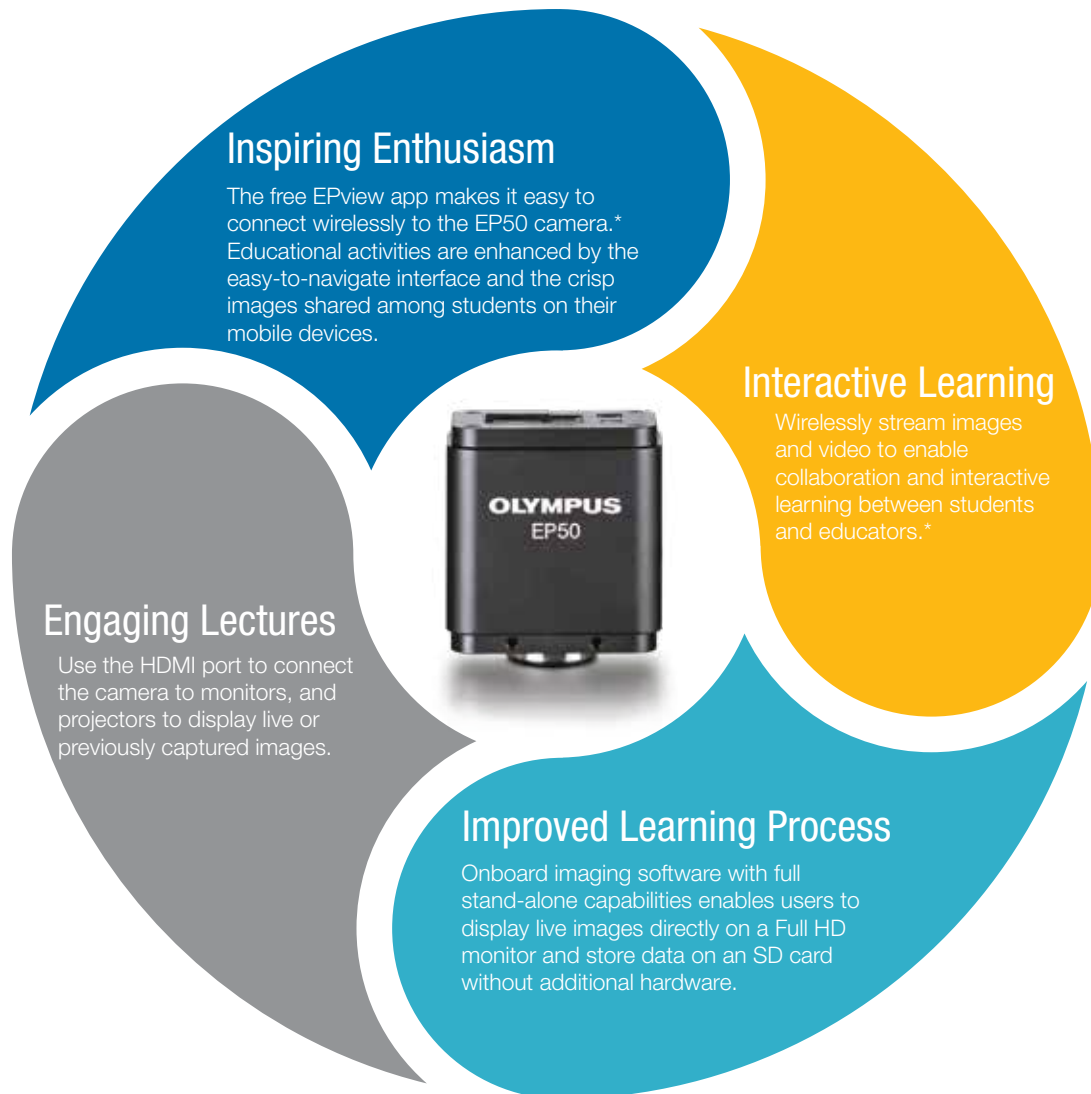 Inspiring Enthusiasm
The free EPview app makes it easy to
connect wirelessly to the EP50 camera.*
Educational activities are enhanced by the
easy-to-navigate interface and the crisp
images shared among students on their
mobile devices.
Interactive Learning
Wirelessly stream images
and video to enable
collaboration and interactive
learning between students
and educators.*
OLYMPUS
EP50
Engaging Lectures
Use the HDMI port to connect
the camera to monitors, and
projectors to display live or
previously captured images.
Improved Learning Process
Onboard imaging software with full
stand-alone capabilities enables users to
display live images directly on a Full HD
monitor and store data on an SD card
without additional hardware.